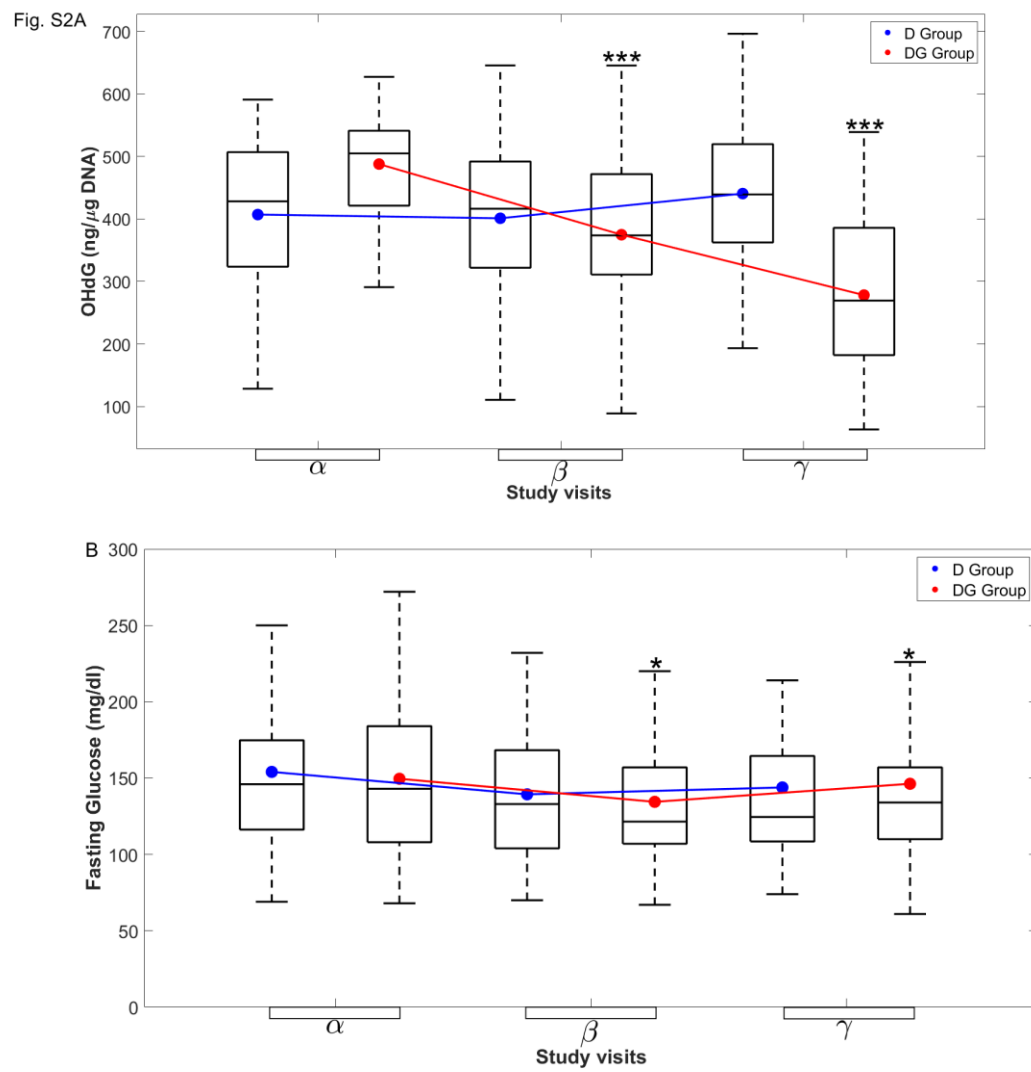 Fig. S2A
OHdG (ng/μg DNA)
700
600
500
400
300
200
100
D Group
DG Group
***
***
α
β
γ
Study visits
B
Fasting Glucose (mg/dl)
300
250
200
150
100
50
0
D Group
DG Group
*
*
α
β
γ
Study visits